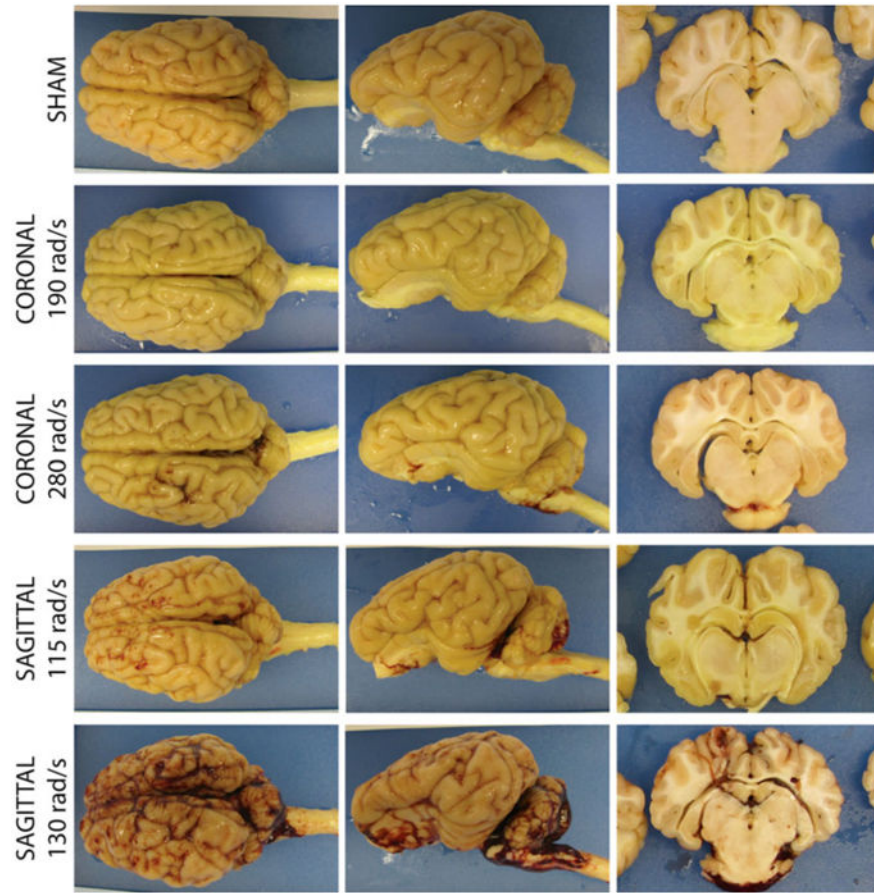 SHAM
CORONAL
190 rad/s
CORONAL
280 rad/s
SAGITTAL
115 rad/s
SAGITTAL
130 rad/s